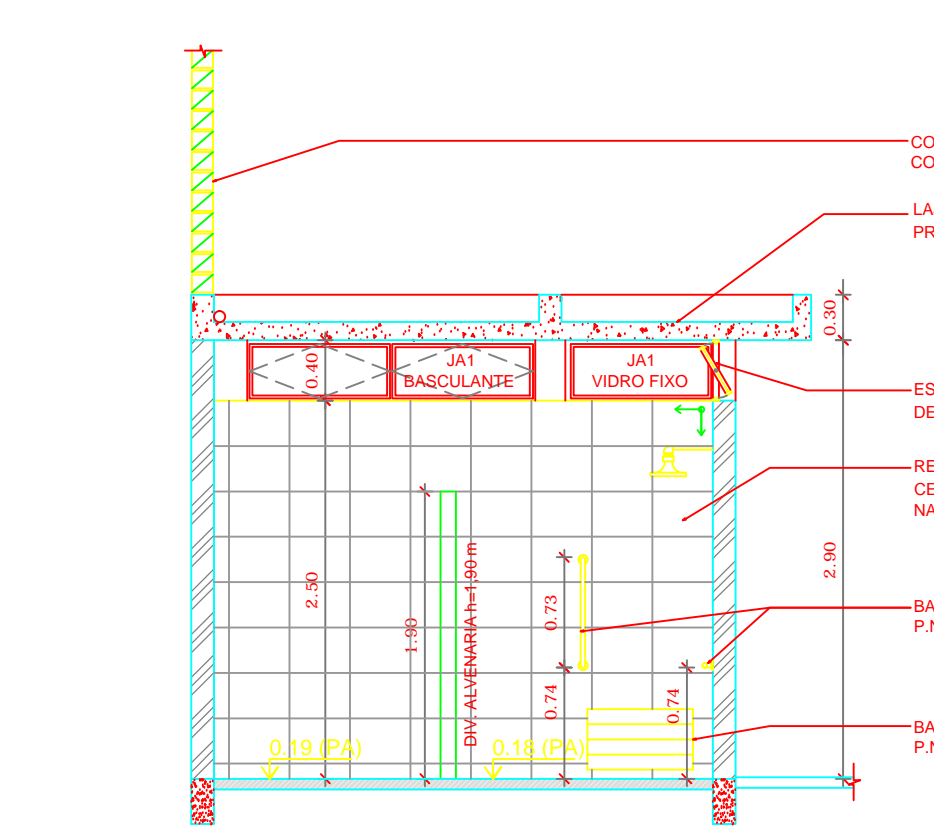 CO
CO
LA
PR
0.30
JA1
BASCULANTE
JA1
VIDRO FIXO
0.40
ES
DE
RE
CE
NA
2.50
1.90
DIV. ALVENARIA h=1,90 m
0.73
2.90
BA
P.N
0.74
0.74
0.19 (PA)
0.18 (PA)
BA
P.N